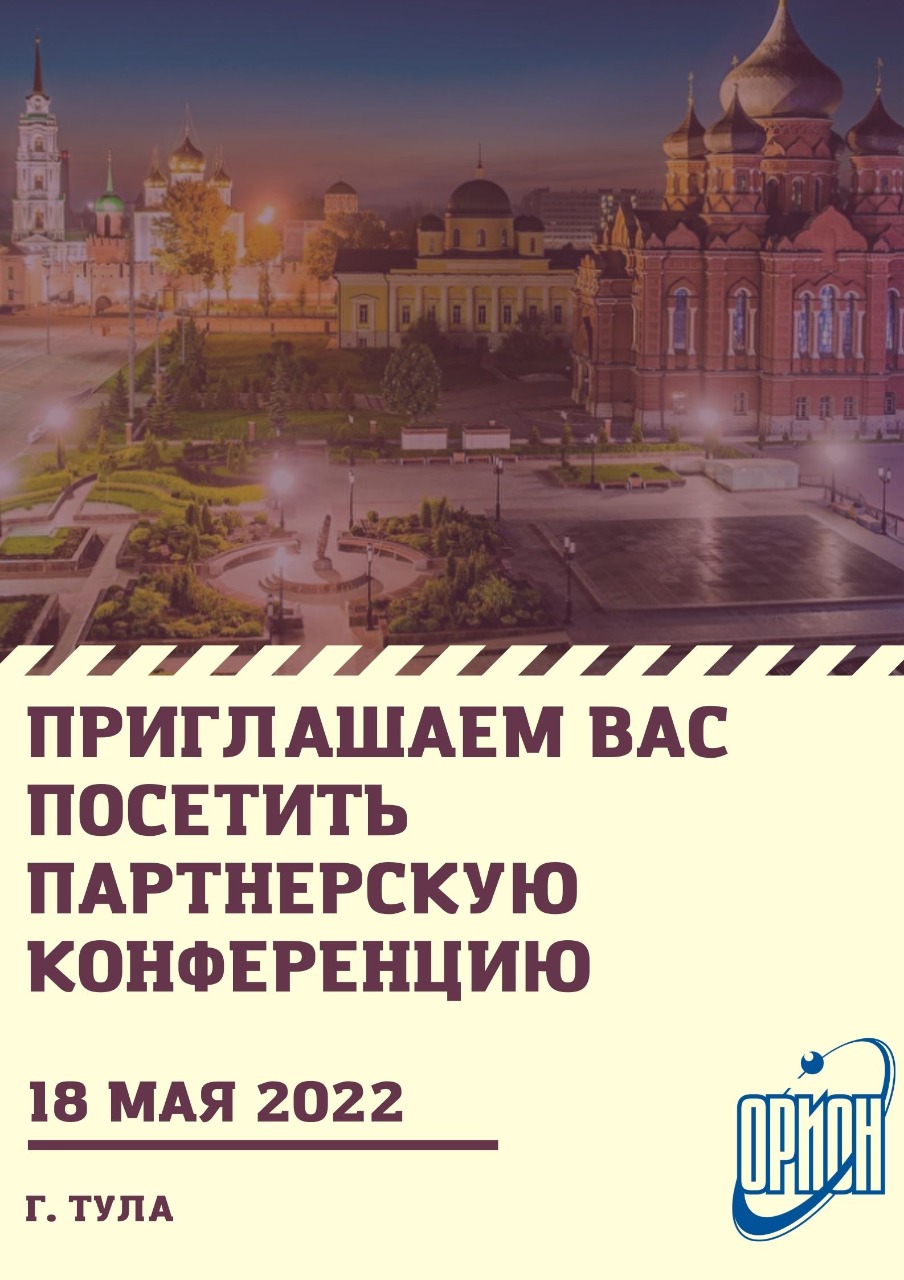 ПРИГЛАШАЕМ ВАС
ПОСЕТИТЬ
ПАРТНЕРСКУЮ
КОНФЕРЕНЦИЮ
18 МАЯ 2022
ОРИОН
Г. ТУЛА